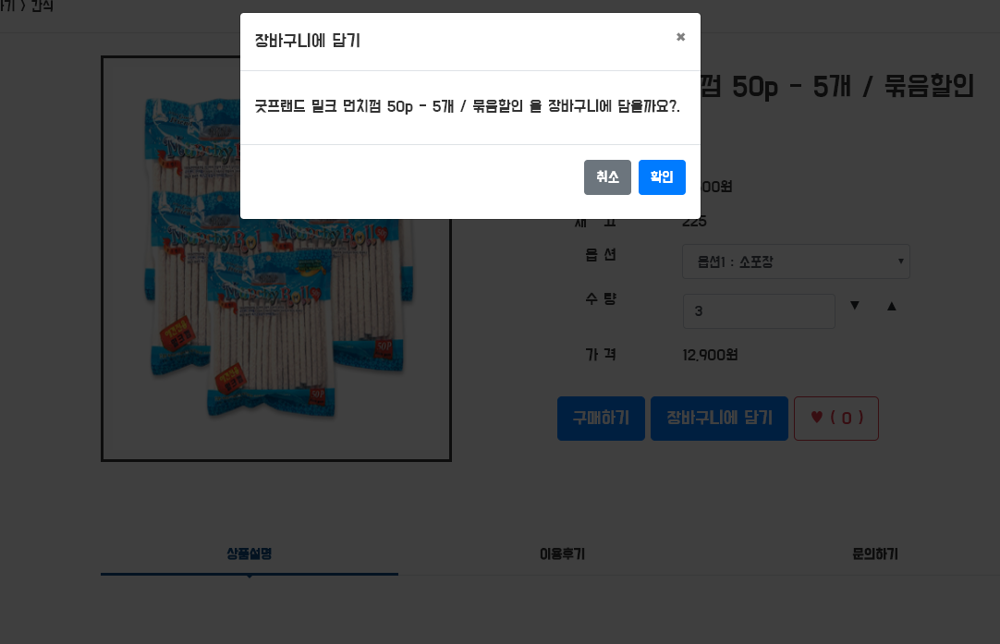 간식
장바구니에 담기
✖
굿프랜드 밀크 먼치껌 50p - 5개 / 묶음할인 을 장바구니에 담을까요?.
취소 확인
껌 50p - 5개 / 묶음할인
00원
재 고 225
옵 션 옵션1 : 소포장 ▼
수 량 3 ▼ ▲
가 격 12,900원
구매하기 장바구니에 담기 ♥ ( 0 )
Munchy Roll
50P
상품설명 이용후기 문의하기